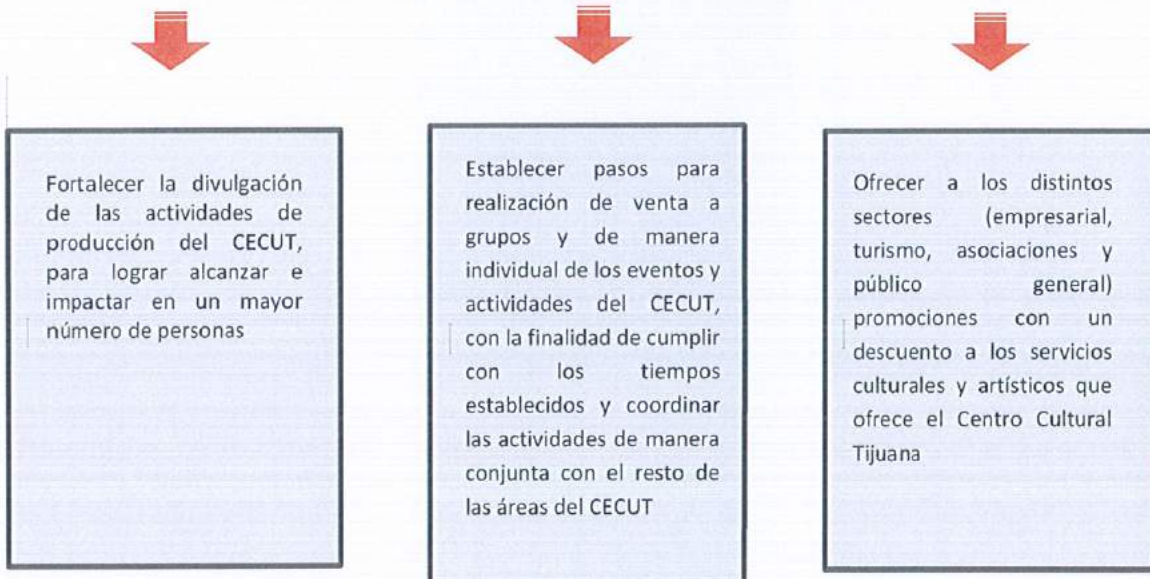 Fortalecer la divulgación
de las actividades de
producción del CECUT,
para lograr alcanzar e
impactar en un mayor
número de personas
Establecer pasos para
realización de venta a
grupos y de manera
individual de los eventos y
actividades del CECUT,
con la finalidad de cumplir
con los tiempos
establecidos y coordinar
las actividades de manera
conjunta con el resto de
las áreas del CECUT
Ofrecer a los distintos
sectores (empresarial,
turismo, asociaciones y
público general)
promociones con un
descuento a los servicios
culturales y artísticos que
ofrece el Centro Cultural
Tijuana